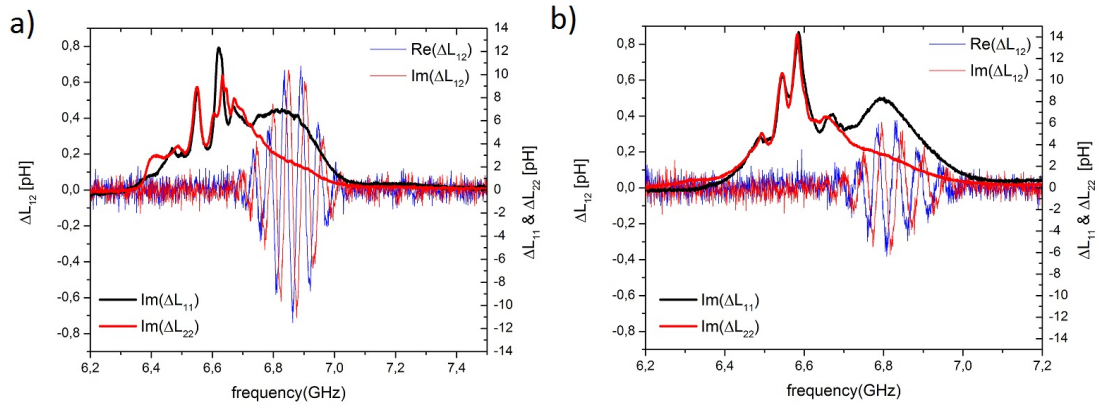 a)
Re(ΔL12)
Im(ΔL12)
Im(ΔL11)
Im(ΔL22)
0,8
0,6
0,4
0,2
0,0
-0,2
-0,4
-0,6
-0,8
ΔL12 [pH]
14
12
10
8
6
4
2
0
-2
-4
-6
-8
-10
-12
-14
ΔL11 & ΔL22 [pH]
6,2 6,4 6,6 6,8 7,0 7,2 7,4
frequency(GHz)
b)
Re(ΔL12)
Im(ΔL12)
Im(ΔL11)
Im(ΔL22)
0,8
0,6
0,4
0,2
0,0
-0,2
-0,4
-0,6
-0,8
ΔL12 [pH]
14
12
10
8
6
4
2
0
-2
-4
-6
-8
-10
-12
-14
ΔL11 & ΔL22 [pH]
6,2 6,4 6,6 6,8 7,0 7,2
frequency(GHz)